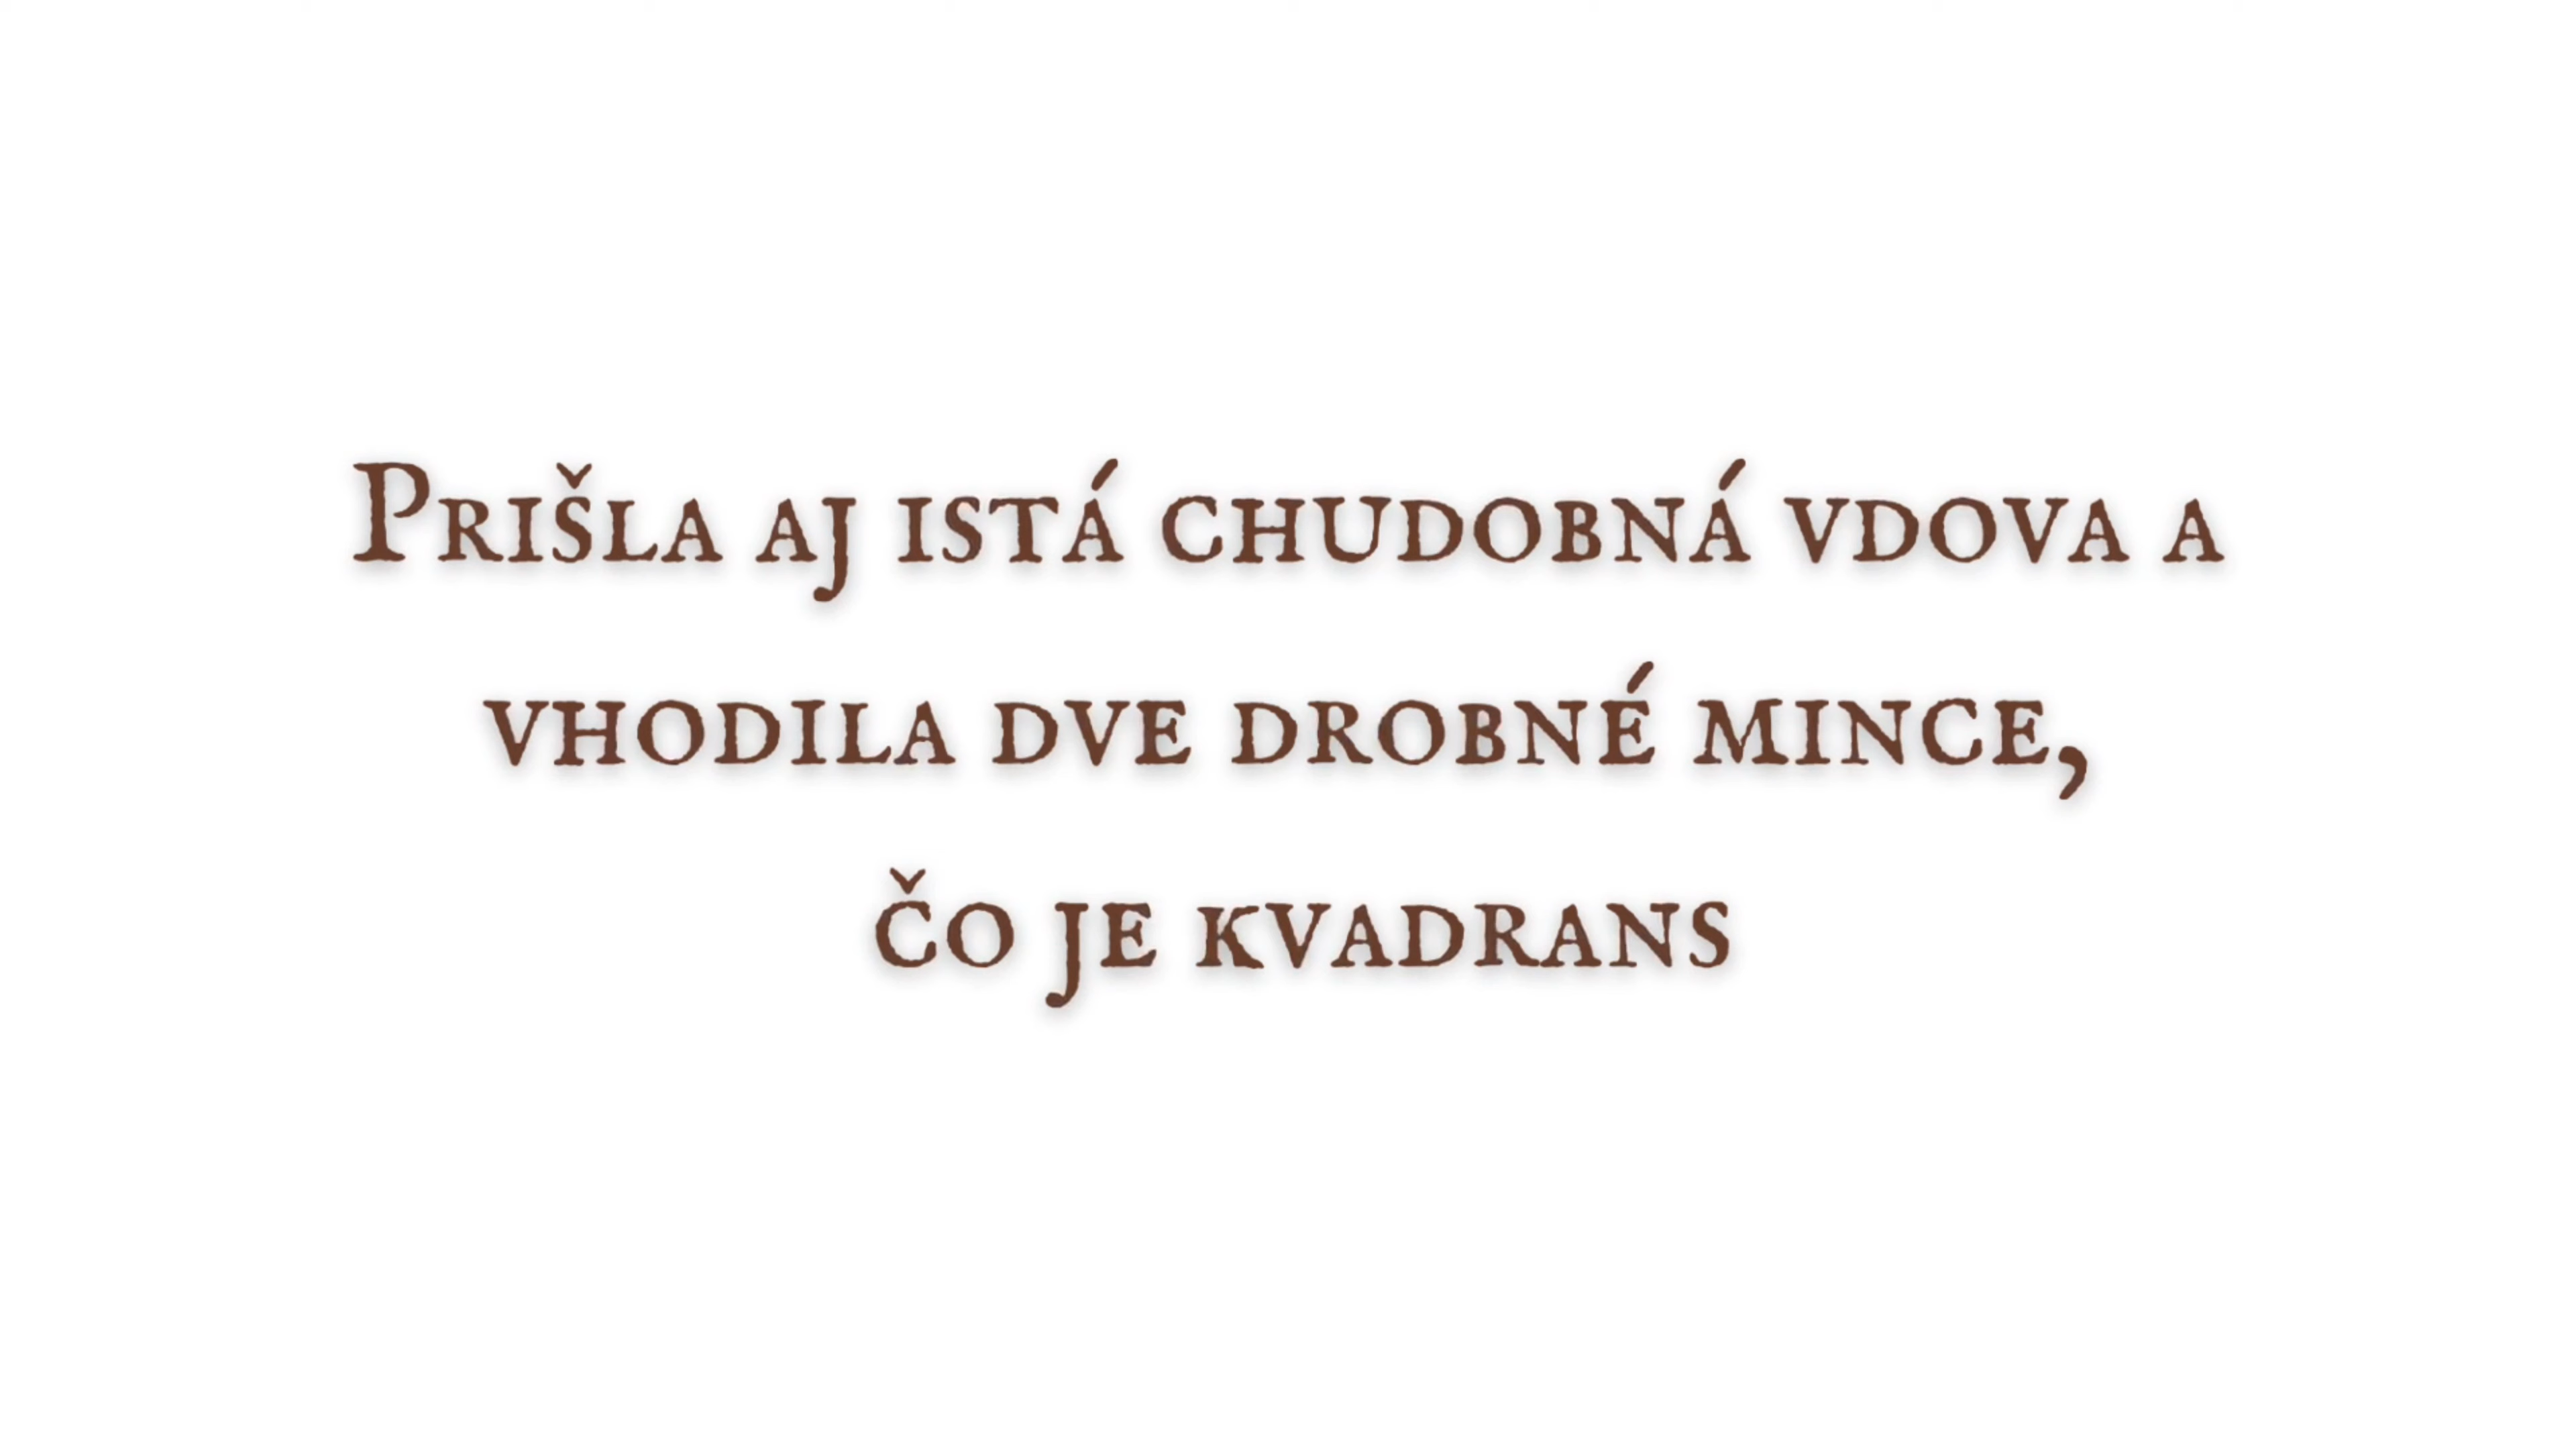 Prišla aj istá chudobná vdova a
vhodila dve drobné mince,
čo je kvadrans